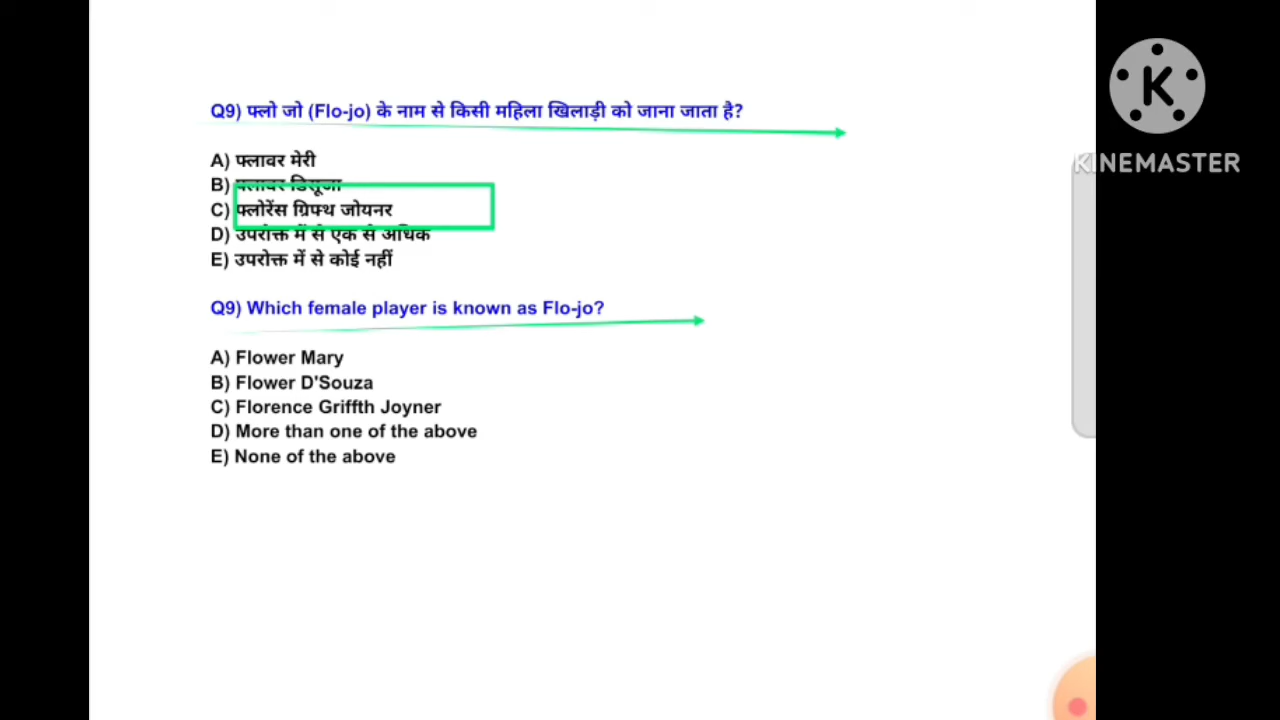 Q9) फ्लो जो (Flo-jo) के नाम से किसी महिला खिलाड़ी को जाना जाता है?
A) फ्लावर मेरी
B) फ्लावर डिसूजा
C) फ्लोरेंस ग्रिफ्थ जोयनर
D) उपरोक्त में से एक से अधिक
E) उपरोक्त में से कोई नहीं
Q9) Which female player is known as Flo-jo?
A) Flower Mary
B) Flower D'Souza
C) Florence Griffth Joyner
D) More than one of the above
E) None of the above
K
KINEMASTER